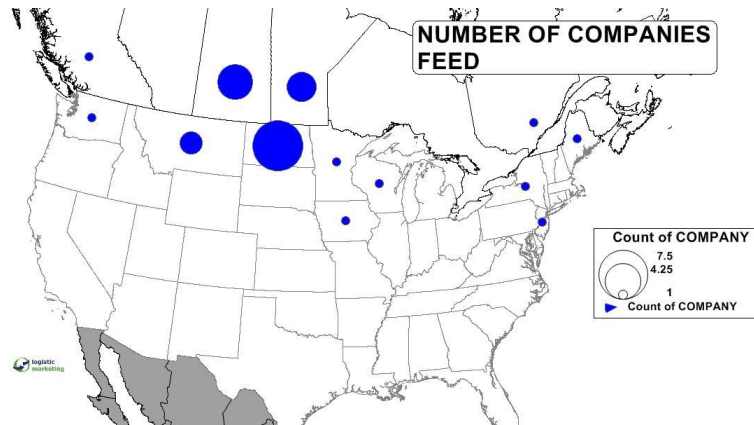 NUMBER OF COMPANIES
FEED
Count of COMPANY
7.5
4.25
1
Count of COMPANY
logistic
marketing